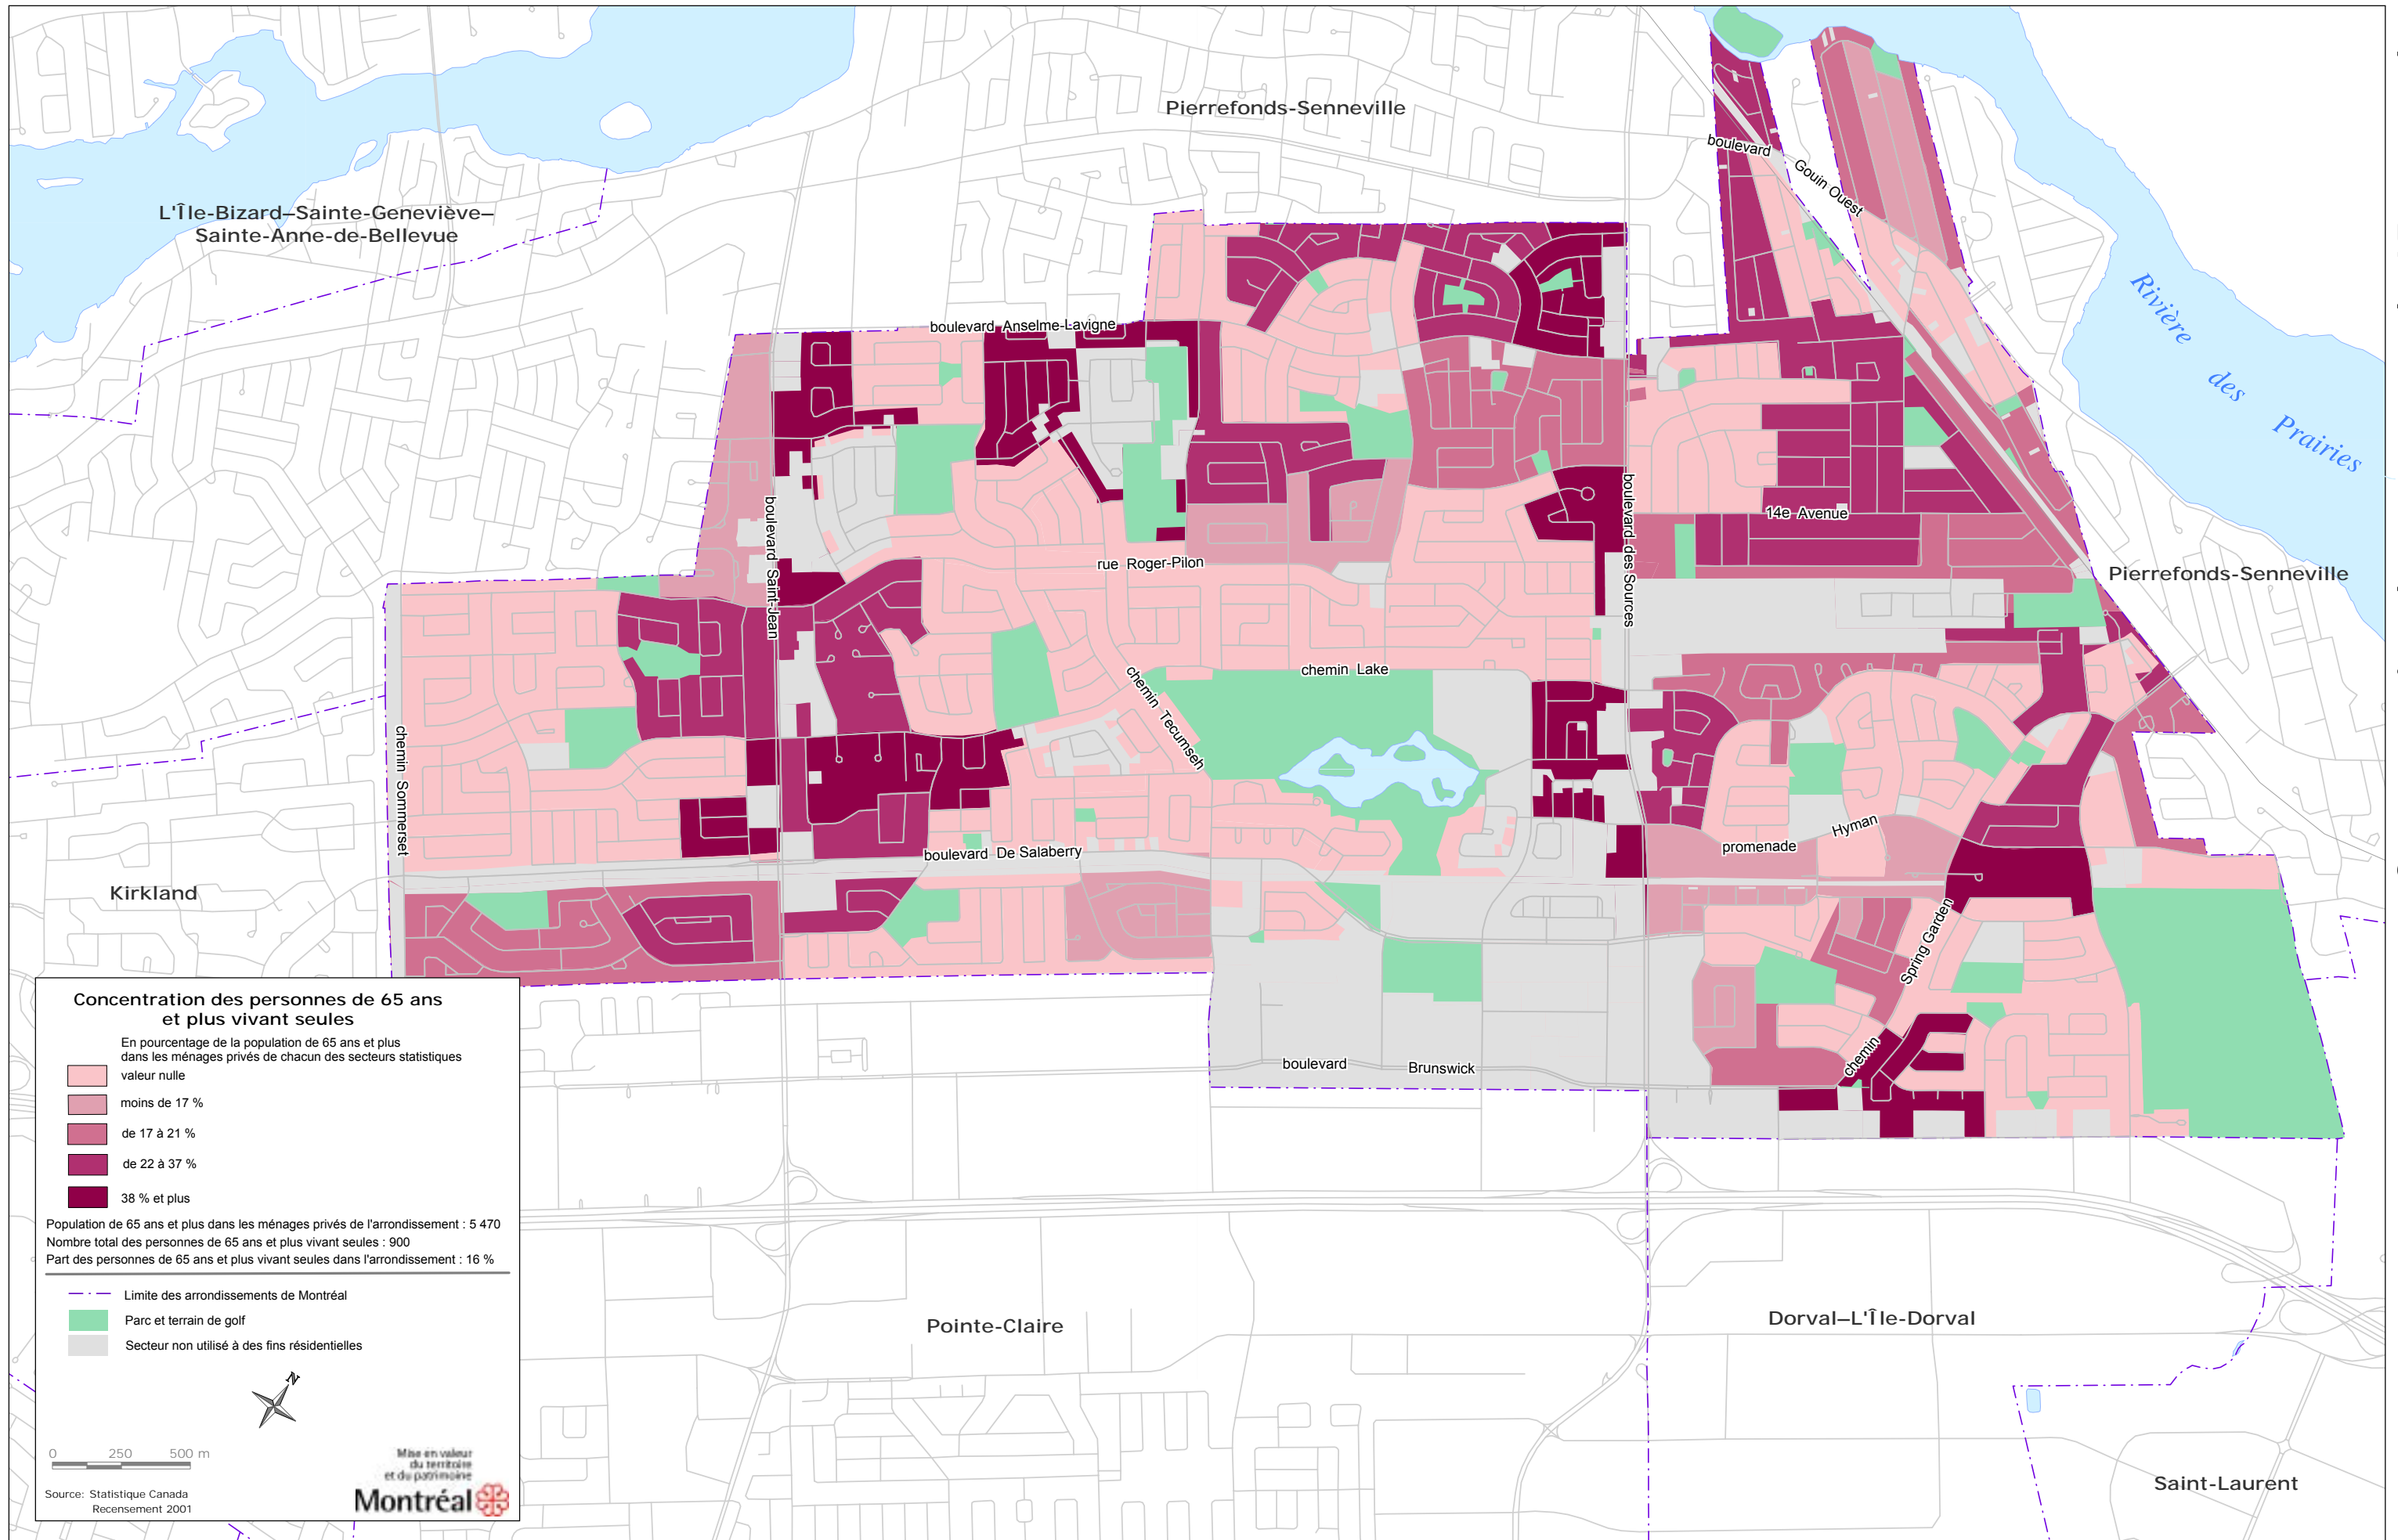 Pierrefonds-Senneville
boulevard
Gouin Ouest
L'Île-Bizard–Sainte-Geneviève–
Sainte-Anne-de-Bellevue
Rivière
des
Prairies
boulevard Anselme-Lavigne
boulevard Saint-Jean
boulevard des Sources
14e Avenue
rue Roger-Pilon
Pierrefonds-Senneville
chemin Lake
chemin Tecumseh
chemin Sommerset
promenade
Hyman
boulevard De Salaberry
Kirkland
Spring Garden
chemin
boulevard
Brunswick
Concentration des personnes de 65 ans
et plus vivant seules
En pourcentage de la population de 65 ans et plus
dans les ménages privés de chacun des secteurs statistiques
valeur nulle
moins de 17 %
de 17 à 21 %
de 22 à 37 %
38 % et plus
Population de 65 ans et plus dans les ménages privés de l'arrondissement : 5 470
Nombre total des personnes de 65 ans et plus vivant seules : 900
Part des personnes de 65 ans et plus vivant seules dans l'arrondissement : 16 %
Limite des arrondissements de Montréal
Parc et terrain de golf
Secteur non utilisé à des fins résidentielles
N
0 250 500 m
Mise en valeur
du territoire
et du patrimoine
Montréal
Source: Statistique Canada
Recensement 2001
Pointe-Claire
Dorval–L'Île-Dorval
Saint-Laurent